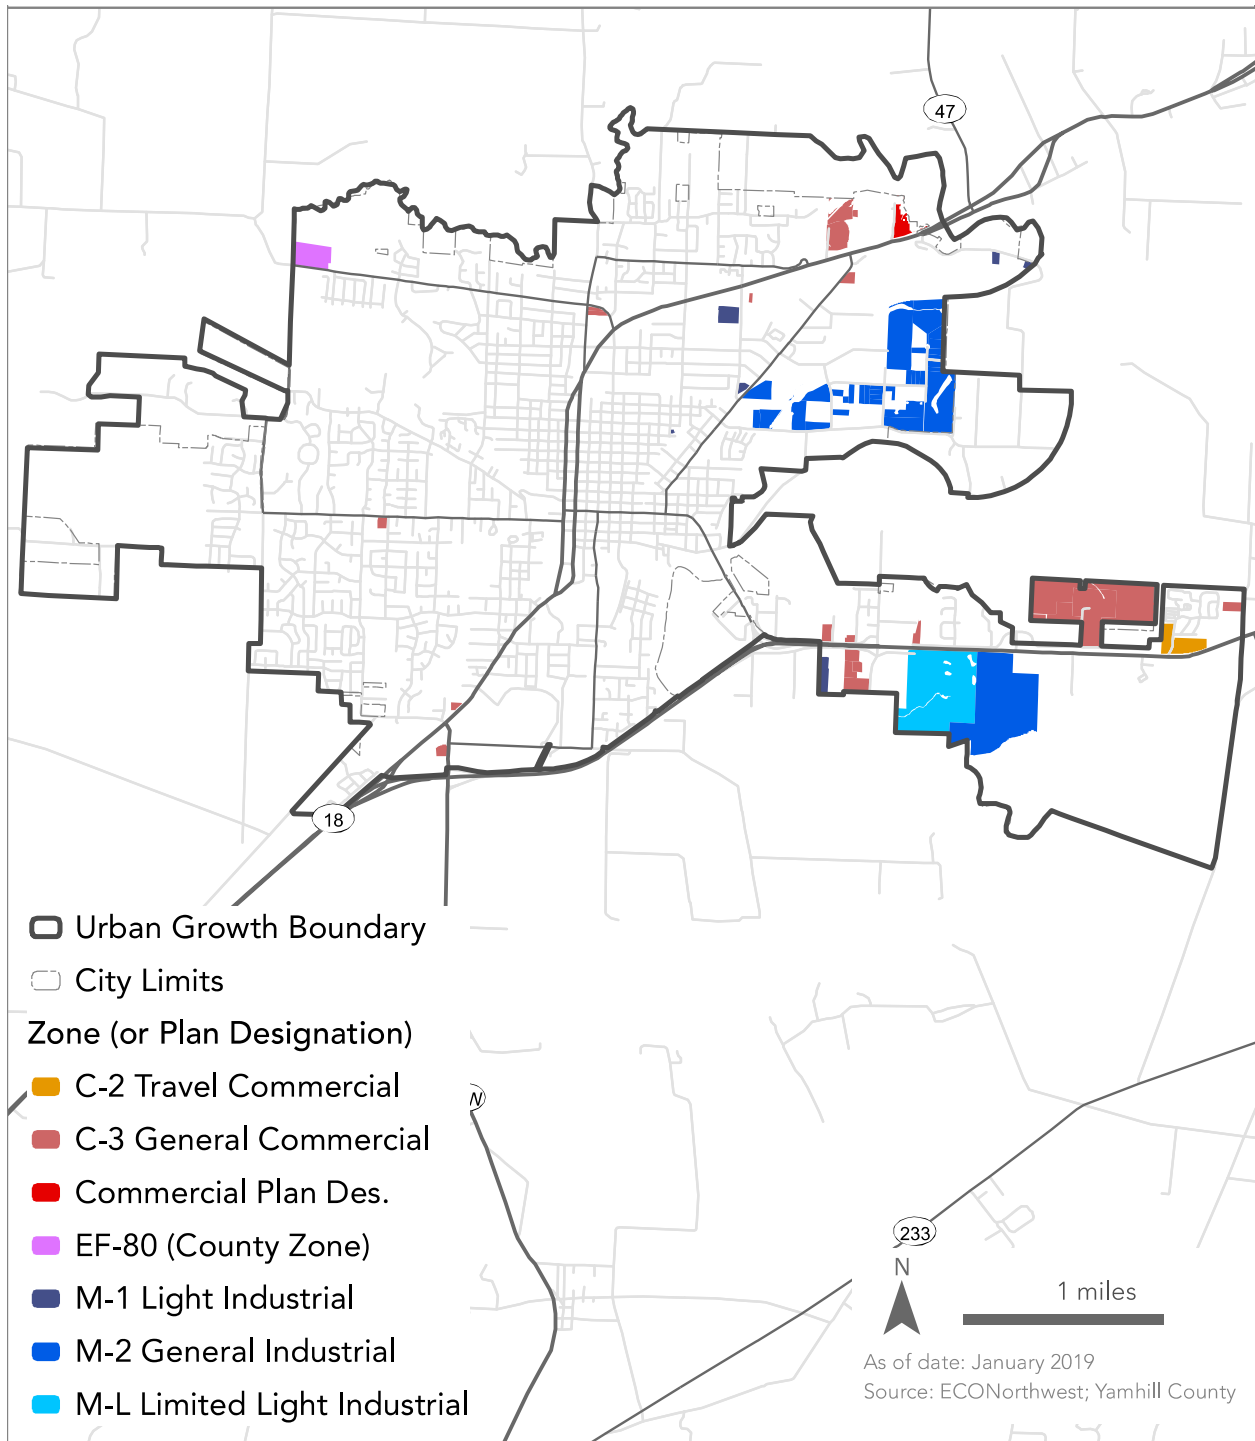 47
18
Urban Growth Boundary
City Limits
Zone (or Plan Designation)
C-2 Travel Commercial
C-3 General Commercial
Commercial Plan Des.
EF-80 (County Zone)
M-1 Light Industrial
M-2 General Industrial
M-L Limited Light Industrial
233
N
1 miles
As of date: January 2019
Source: ECONorthwest; Yamhill County